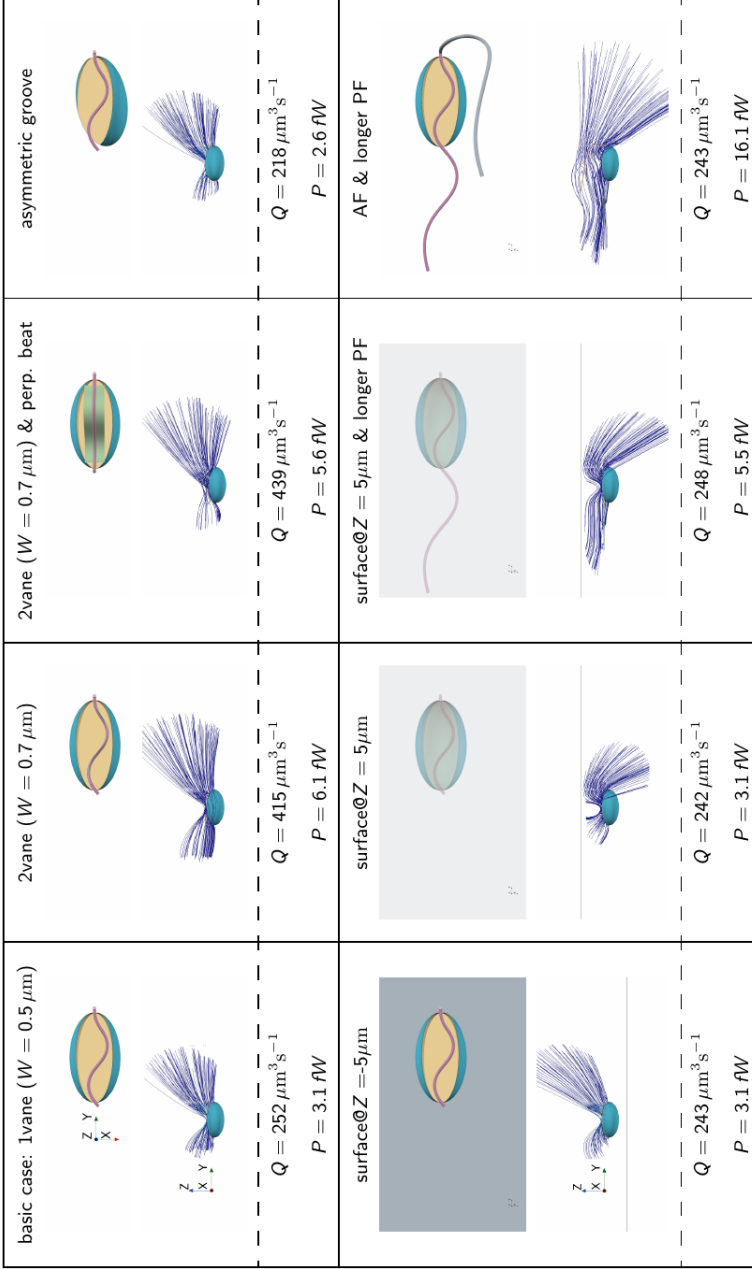 basic case: 1vane (W = 0.5 μm)
Z
Y
X
Z
X
Y
Q = 252 μm³s⁻¹
P = 3.1 fW
2vane (W = 0.7 μm)
Q = 415 μm³s⁻¹
P = 6.1 fW
2vane (W = 0.7 μm) & perp. beat
Q = 439 μm³s⁻¹
P = 5.6 fW
asymmetric groove
Q = 218 μm³s⁻¹
P = 2.6 fW
surface@Z =-5μm
Z
X
Y
Q = 243 μm³s⁻¹
P = 3.1 fW
surface@Z = 5μm
Q = 242 μm³s⁻¹
P = 3.1 fW
surface@Z = 5μm & longer PF
Q = 248 μm³s⁻¹
P = 5.5 fW
AF & longer PF
Q = 243 μm³s⁻¹
P = 16.1 fW